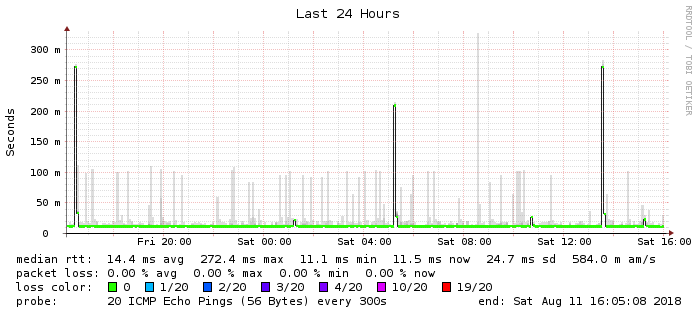 Last 24 Hours
RRDTOOL / TOBI OETIKER
Seconds
300 m
250 m
200 m
150 m
100 m
50 m
0
Fri 20:00 Sat 00:00 Sat 04:00 Sat 08:00 Sat 12:00 Sat 16:00
median rtt: 14.4 ms avg 272.4 ms max 11.1 ms min 11.5 ms now 24.7 ms sd 584.0 m am/s
packet loss: 0.00 % avg 0.00 % max 0.00 % min 0.00 % now
loss color: 0 1/20 2/20 3/20 4/20 10/20 19/20
probe: 20 ICMP Echo Pings (56 Bytes) every 300s end: Sat Aug 11 16:05:08 2018